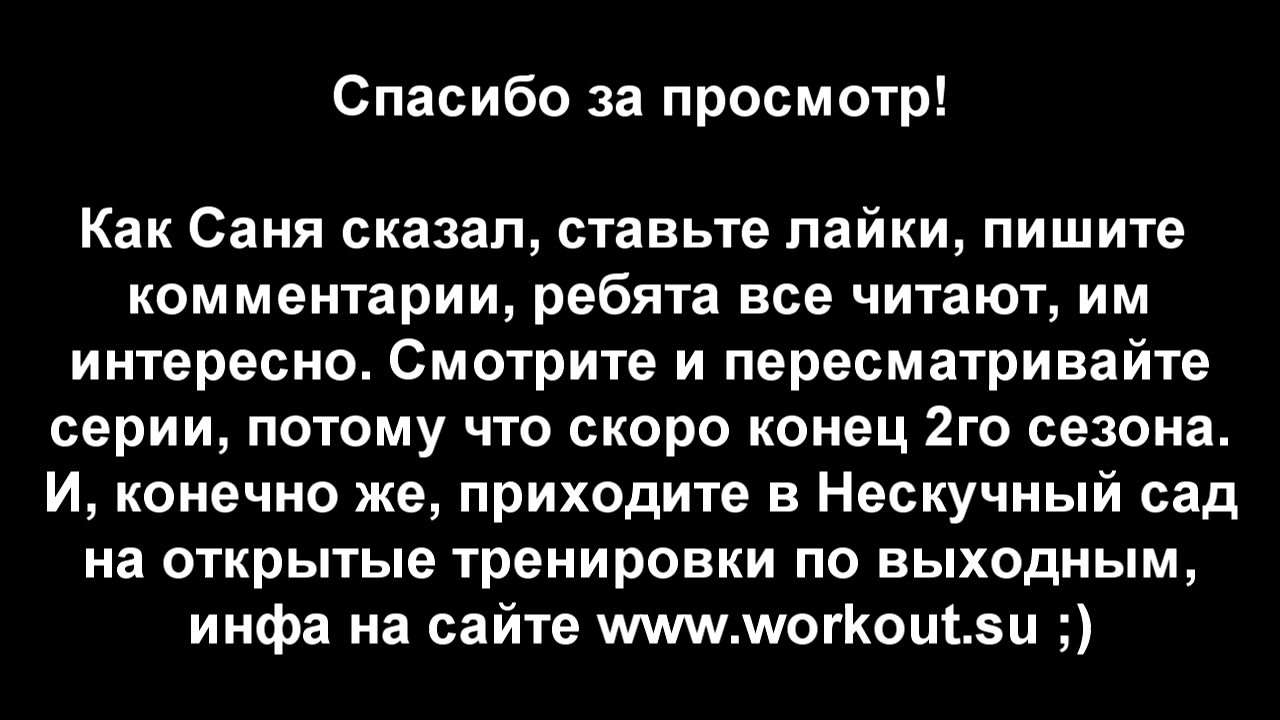 Спасибо за просмотр!
Как Саня сказал, ставьте лайки, пишите
комментарии, ребята все читают, им
интересно. Смотрите и пересматривайте
серии, потому что скоро конец 2го сезона.
И, конечно же, приходите в Нескучный сад
на открытые тренировки по выходным,
инфа на сайте www.workout.su ;)